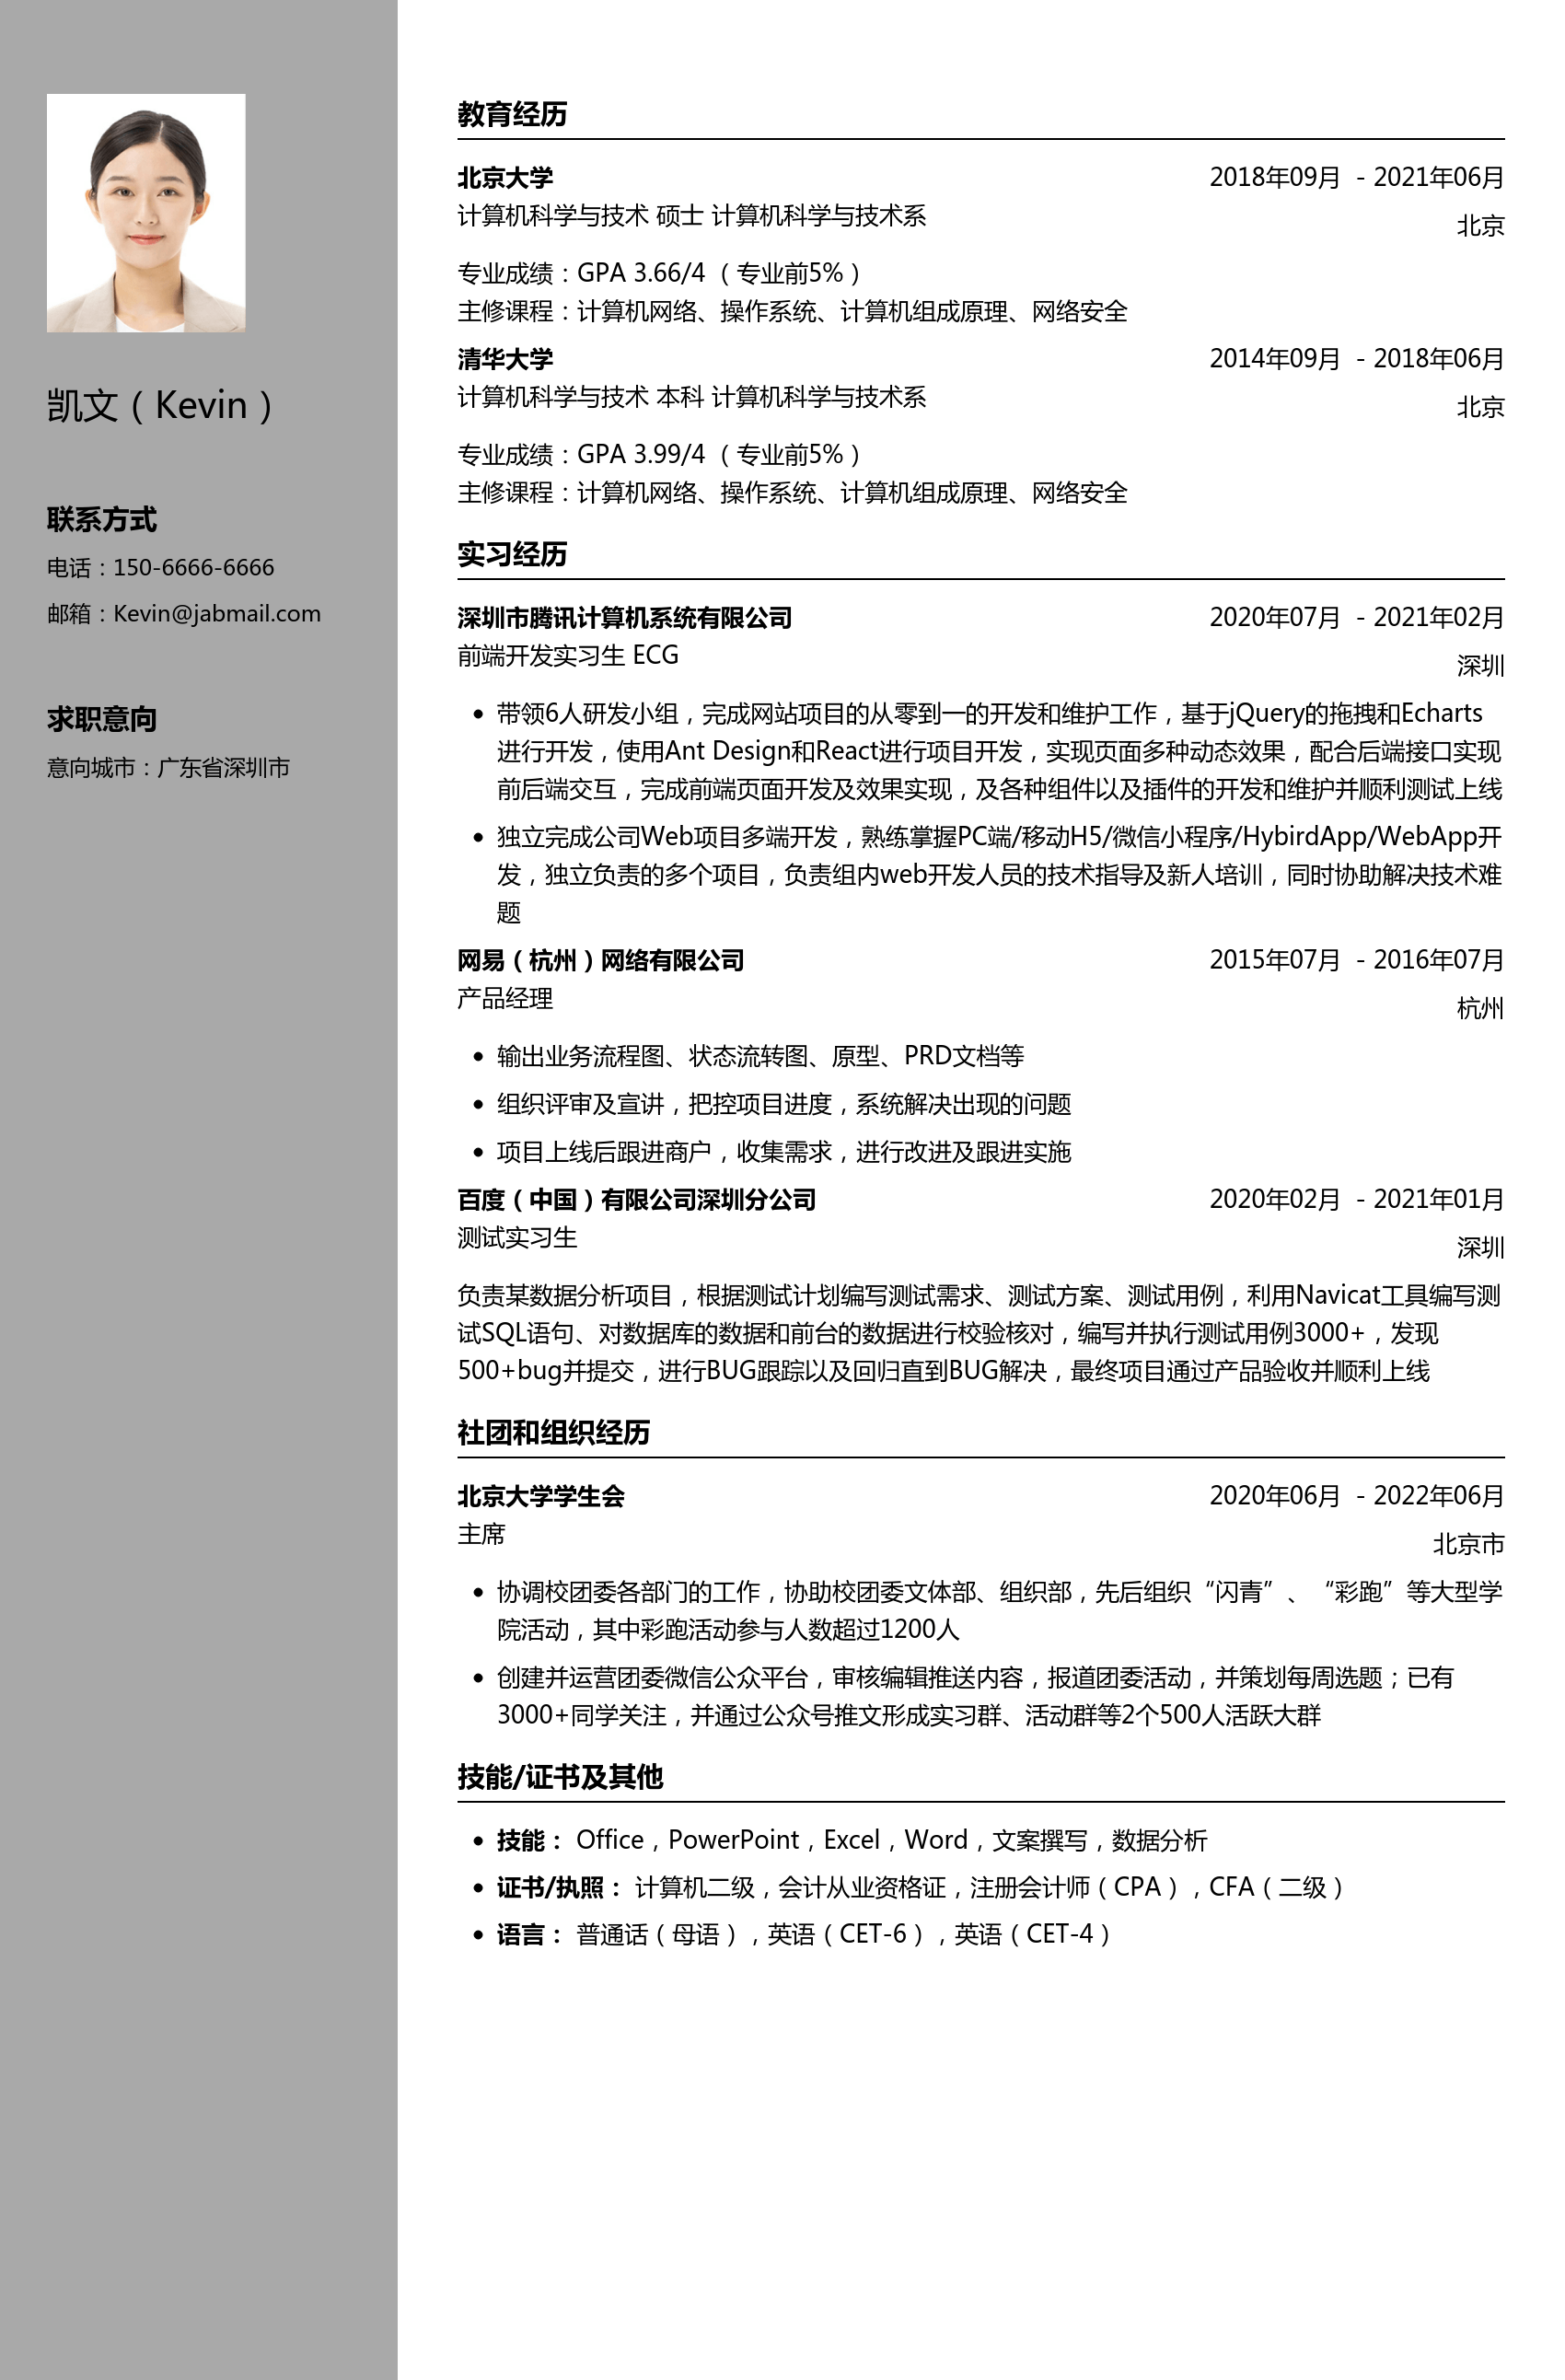 凯文（Kevin）
联系方式
电话：150-6666-6666
邮箱：Kevin@jabmail.com
求职意向
意向城市：广东省深圳市
教育经历
北京大学 2018年09月 - 2021年06月
计算机科学与技术 硕士 计算机科学与技术系 北京
专业成绩：GPA 3.66/4 （专业前5%）
主修课程：计算机网络、操作系统、计算机组成原理、网络安全
清华大学 2014年09月 - 2018年06月
计算机科学与技术 本科 计算机科学与技术系 北京
专业成绩：GPA 3.99/4 （专业前5%）
主修课程：计算机网络、操作系统、计算机组成原理、网络安全
实习经历
深圳市腾讯计算机系统有限公司 2020年07月 - 2021年02月
前端开发实习生 ECG 深圳
• 带领6人研发小组，完成网站项目的从零到一的开发和维护工作，基于jQuery的拖拽和Echarts
进行开发，使用Ant Design和React进行项目开发，实现页面多种动态效果，配合后端接口实现
前后端交互，完成前端页面开发及效果实现，及各种组件以及插件的开发和维护并顺利测试上线
• 独立完成公司Web项目多端开发，熟练掌握PC端/移动H5/微信小程序/HybirdApp/WebApp开
发，独立负责的多个项目，负责组内web开发人员的技术指导及新人培训，同时协助解决技术难
题
网易（杭州）网络有限公司 2015年07月 - 2016年07月
产品经理 杭州
• 输出业务流程图、状态流转图、原型、PRD文档等
• 组织评审及宣讲，把控项目进度，系统解决出现的问题
• 项目上线后跟进商户，收集需求，进行改进及跟进实施
百度（中国）有限公司深圳分公司 2020年02月 - 2021年01月
测试实习生 深圳
负责某数据分析项目，根据测试计划编写测试需求、测试方案、测试用例，利用Navicat工具编写测
试SQL语句、对数据库的数据和前台的数据进行校验核对，编写并执行测试用例3000+，发现
500+bug并提交，进行BUG跟踪以及回归直到BUG解决，最终项目通过产品验收并顺利上线
社团和组织经历
北京大学学生会 2020年06月 - 2022年06月
主席 北京市
• 协调校团委各部门的工作，协助校团委文体部、组织部，先后组织“闪青”、“彩跑”等大型学
院活动，其中彩跑活动参与人数超过1200人
• 创建并运营团委微信公众平台，审核编辑推送内容，报道团委活动，并策划每周选题；已有
3000+同学关注，并通过公众号推文形成实习群、活动群等2个500人活跃大群
技能/证书及其他
• 技能： Office，PowerPoint，Excel，Word，文案撰写，数据分析
• 证书/执照： 计算机二级，会计从业资格证，注册会计师（CPA），CFA（二级）
• 语言： 普通话（母语），英语（CET-6），英语（CET-4）